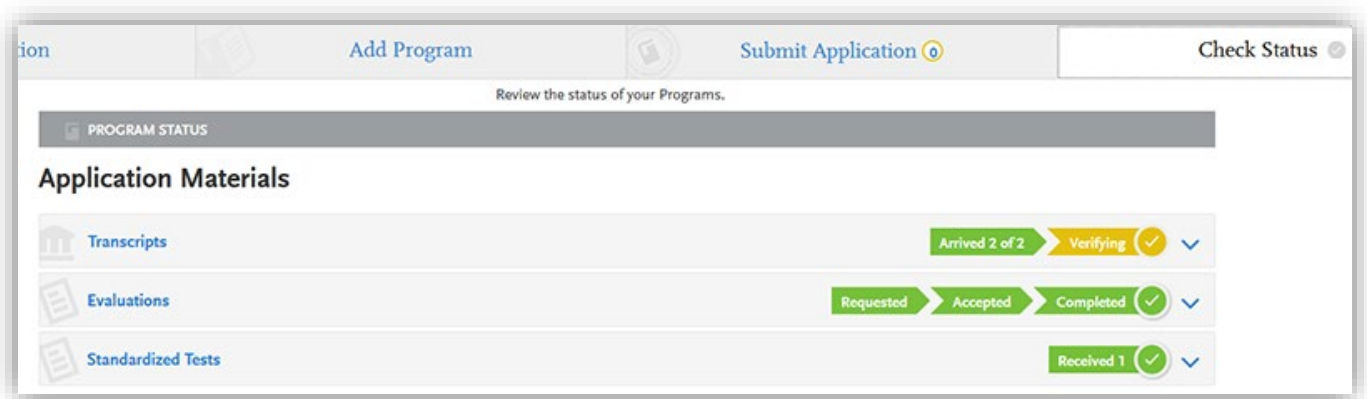 tion Add Program Submit Application 0 Check Status
Review the status of your Programs.
PROGRAM STATUS
Application Materials
Transcripts Arrived 2 of 2 Verifying
Evaluations Requested Accepted Completed
Standardized Tests Received 1